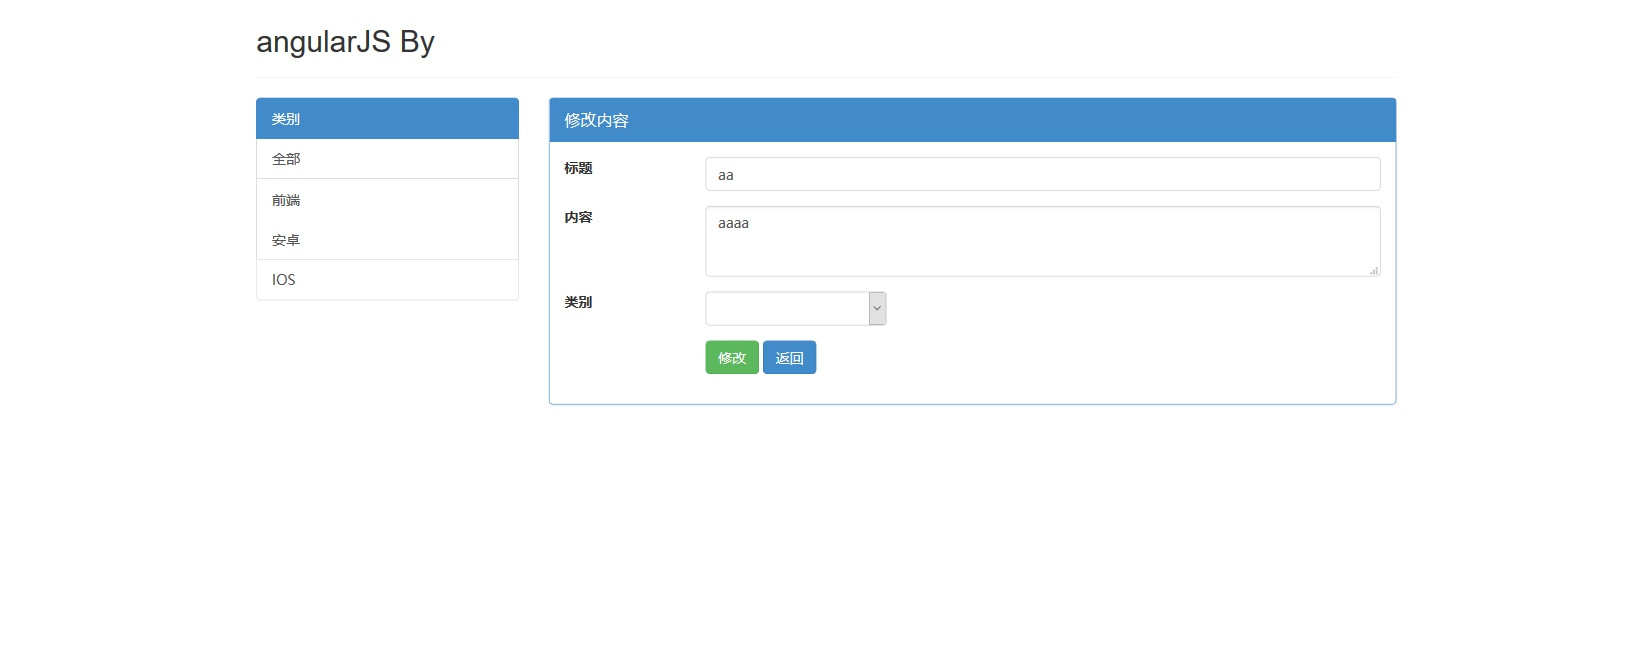 angularJS By
类别
全部
前端
安卓
IOS
修改内容
标题
aa
内容
aaaa
类别
修改 返回